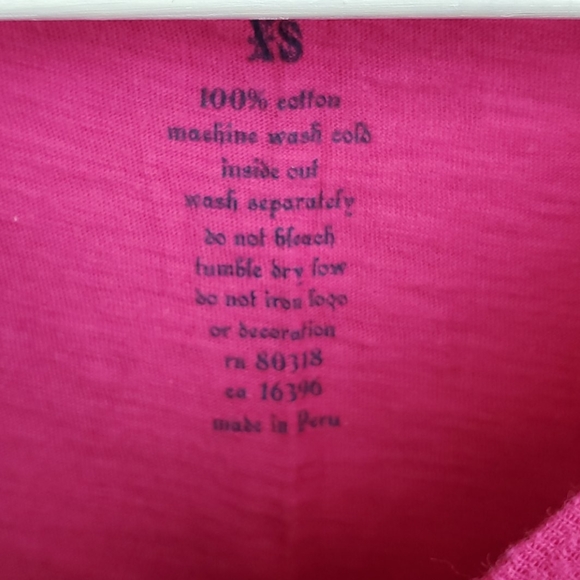 XS
100% cotton
machine wash cold
inside out
wash separately
do not bleach
tumble dry low
do not iron logo
or decoration
rn 80318
ca 16396
made in Peru